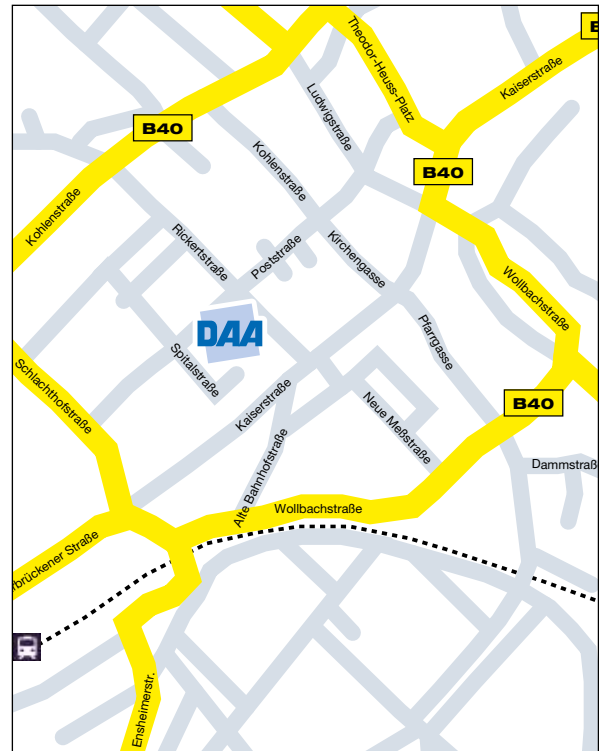 B
Theodor-Heuss-Platz
Kaiserstraße
Ludwigstraße
B40
Kohlenstraße
B40
Kohlenstraße
Rickertstraße
Poststraße
Kirchengasse
Wollbachstraße
DAA
Pfarrgasse
Spitalstraße
Schlachthofstraße
Kaiserstraße
Neue Meßstraße
B40
Alte Bahnhofstraße
Dammstraß
Wollbachstraße
rbrückener Straße
Ensheimerstr.